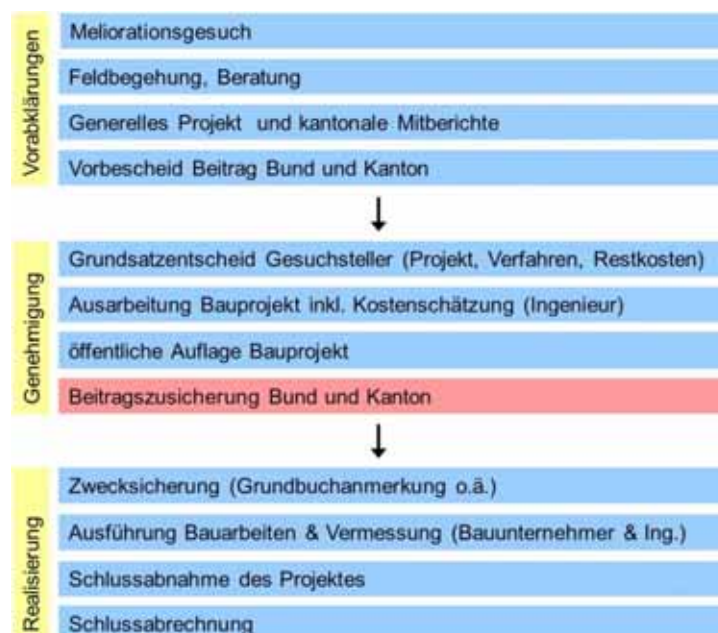 Vorabklärungen
Meliorationsgesuch
Feldbegehung, Beratung
Generelles Projekt und kantonale Mitberichte
Vorbescheid Beitrag Bund und Kanton
Genehmigung
Grundsatzentscheid Gesuchsteller (Projekt, Verfahren, Restkosten)
Ausarbeitung Bauprojekt inkl. Kostenschätzung (Ingenieur)
öffentliche Auflage Bauprojekt
Beitragszusicherung Bund und Kanton
Realisierung
Zwecksicherung (Grundbuchanmerkung o.ä.)
Ausführung Bauarbeiten & Vermessung (Bauunternehmer & Ing.)
Schlussabnahme des Projektes
Schlussabrechnung